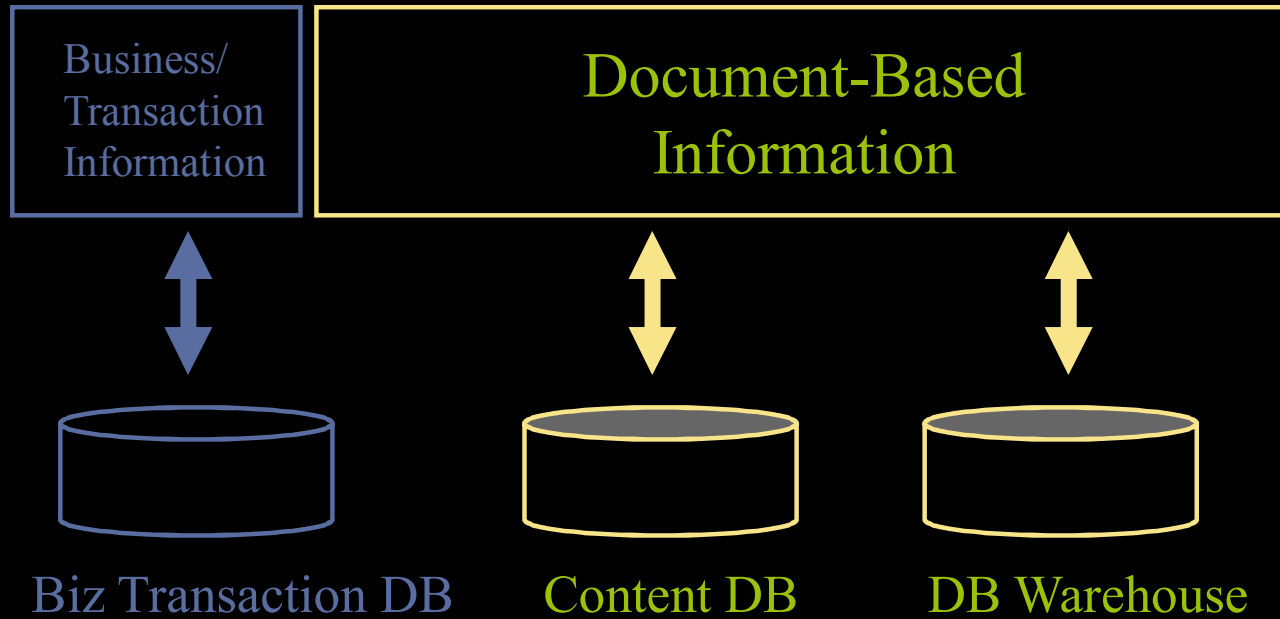 Business/
Transaction
Information
Document-Based
Information
Biz Transaction DB
Content DB
DB Warehouse